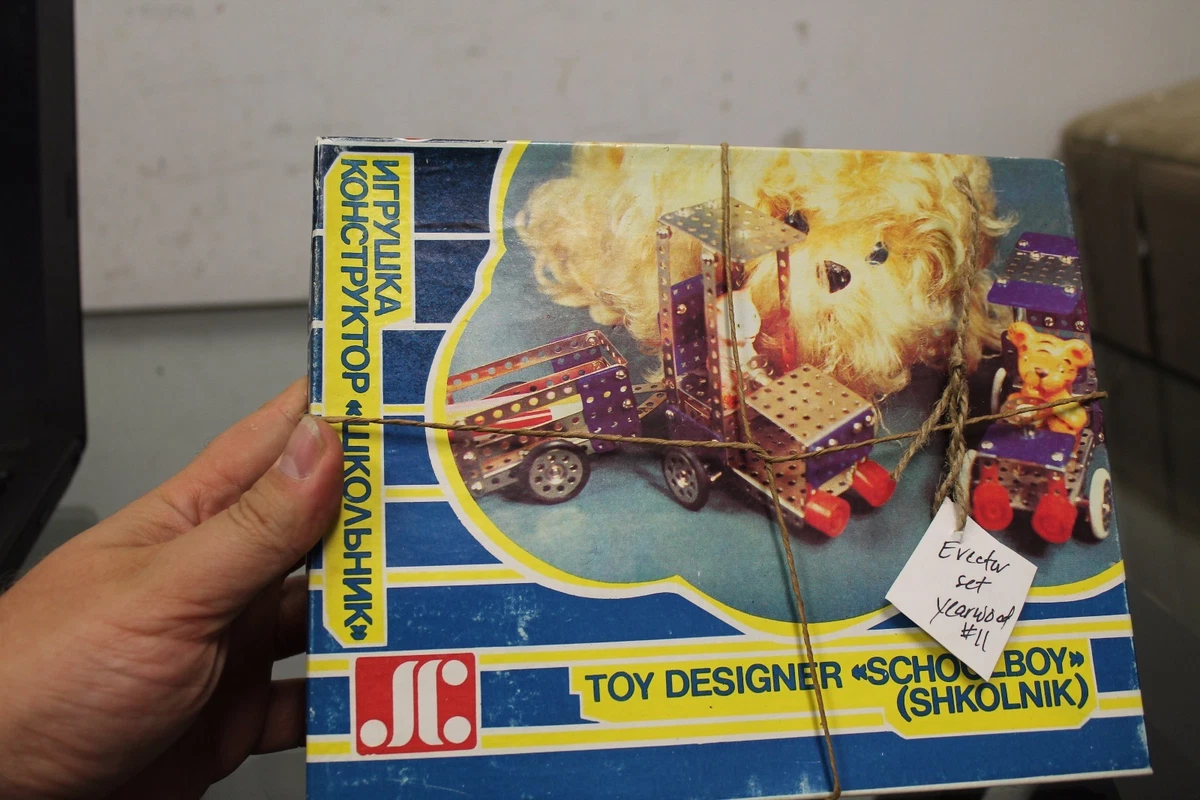 ИГРУШКА
КОНСТРУКТОР «ШКОЛЬНИК»
Erector
set
Yearwood
#11
TOY DESIGNER «SCHOOLBOY»
(SHKOLNIK)